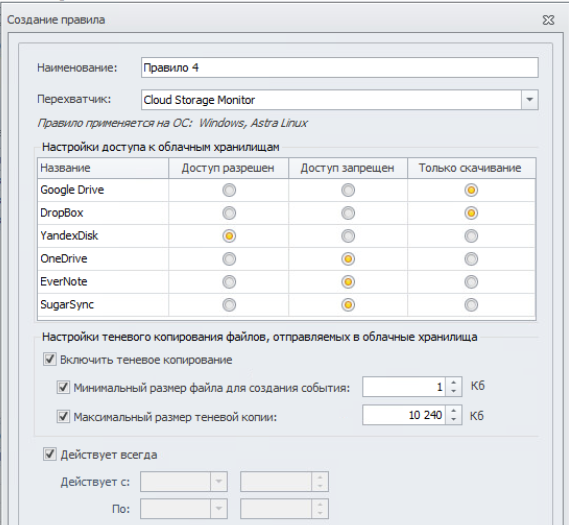 Создание правила
Наименование: Правило 4
Перехватчик: Cloud Storage Monitor
Правило применяется на ОС: Windows, Astra Linux
Настройки доступа к облачным хранилищам
Название Доступ разрешен Доступ запрещен Только скачивание
Google Drive
DropBox
YandexDisk
OneDrive
EverNote
SugarSync
Настройки теневого копирования файлов, отправляемых в облачные хранилища
Включить теневое копирование
Минимальный размер файла для создания события: 1 Кб
Максимальный размер теневой копии: 10 240 Кб
Действует всегда
Действует с:
По: